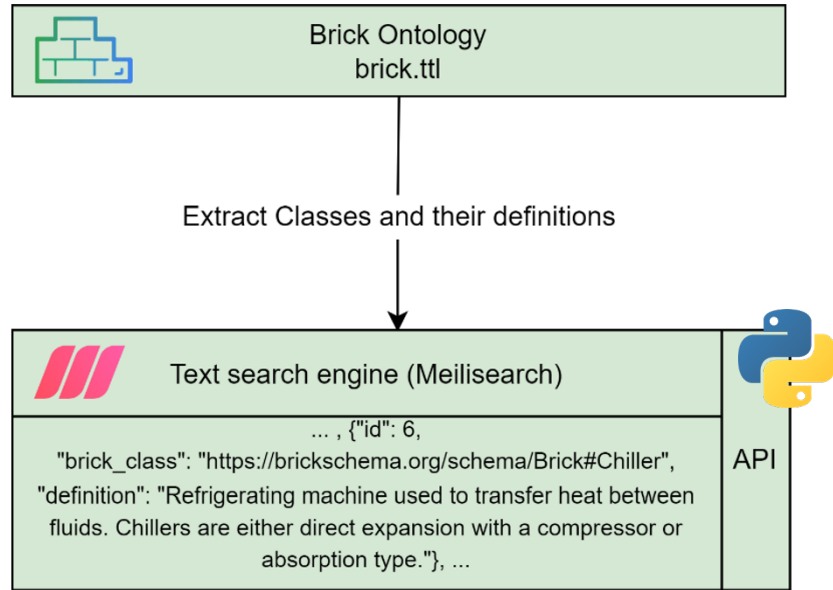 Brick Ontology
brick.ttl
Extract Classes and their definitions
Text search engine (Meilisearch)
... , {"id": 6,
"brick_class": "https://brickschema.org/schema/Brick#Chiller",
"definition": "Refrigerating machine used to transfer heat between
fluids. Chillers are either direct expansion with a compressor or
absorption type."}, ...
API